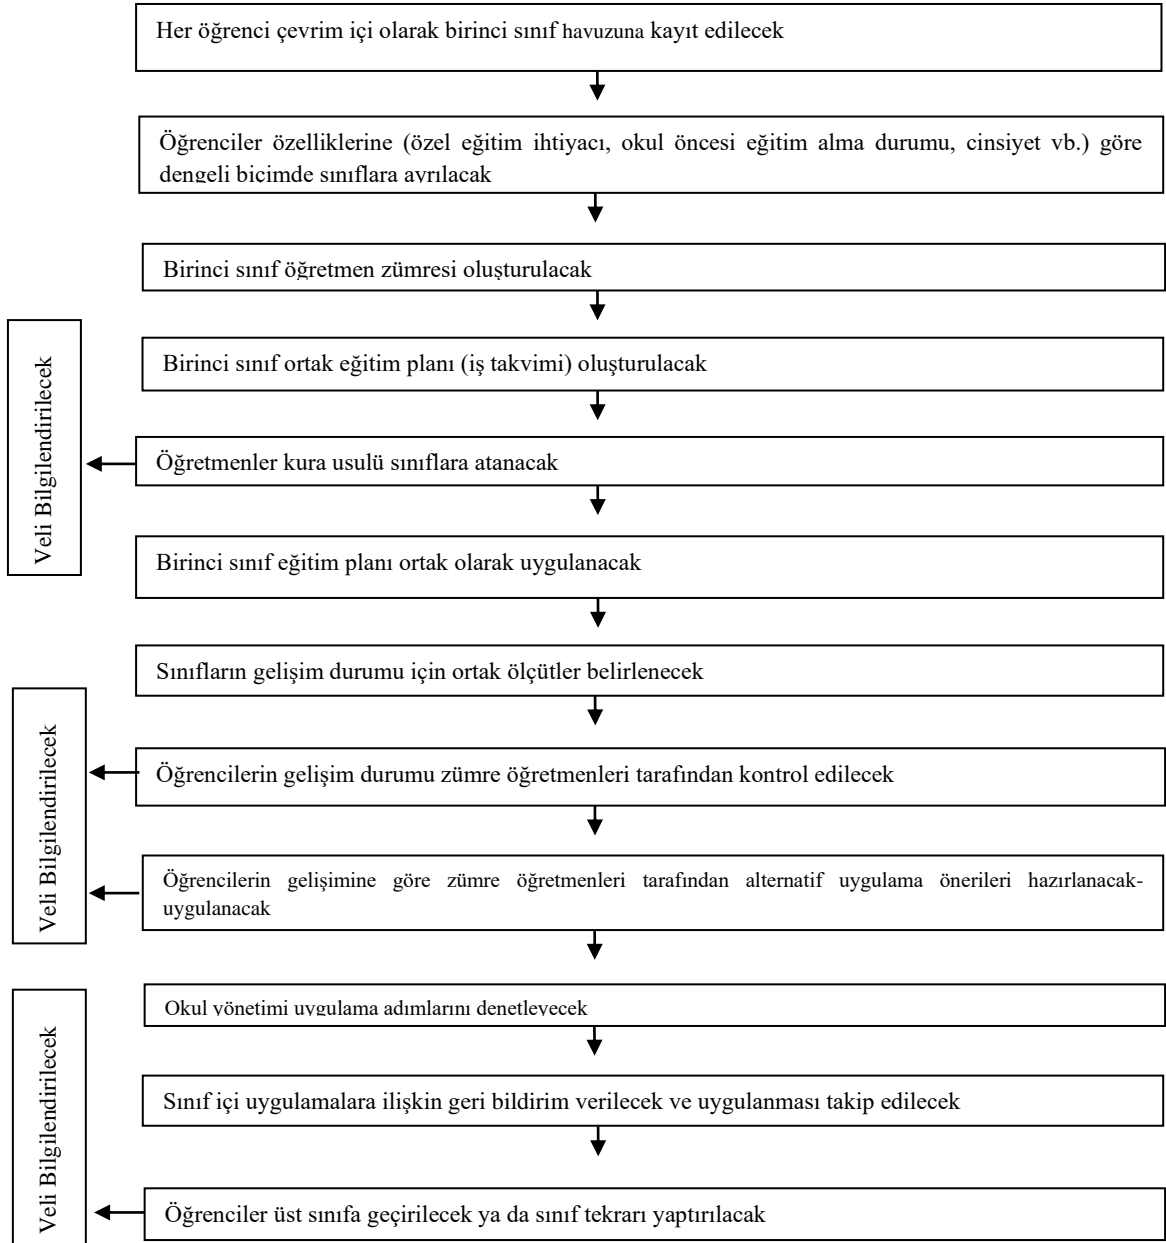 Her öğrenci çevrim içi olarak birinci sınıf havuzuna kayıt edilecek
Öğrenciler özelliklerine (özel eğitim ihtiyacı, okul öncesi eğitim alma durumu, cinsiyet vb.) göre
dengeli biçimde sınıflara ayrılacak
Birinci sınıf öğretmen zümresi oluşturulacak
Birinci sınıf ortak eğitim planı (iş takvimi) oluşturulacak
Veli Bilgilendirilecek
Öğretmenler kura usulü sınıflara atanacak
Birinci sınıf eğitim planı ortak olarak uygulanacak
Sınıfların gelişim durumu için ortak ölçütler belirlenecek
Veli Bilgilendirilecek
Öğrencilerin gelişim durumu zümre öğretmenleri tarafından kontrol edilecek
Öğrencilerin gelişimine göre zümre öğretmenleri tarafından alternatif uygulama önerileri hazırlanacak-
uygulanacak
Okul yönetimi uygulama adımlarını denetleyecek
Veli Bilgilendirilecek
Sınıf içi uygulamalara ilişkin geri bildirim verilecek ve uygulanması takip edilecek
Öğrenciler üst sınıfa geçirilecek ya da sınıf tekrarı yaptırılacak